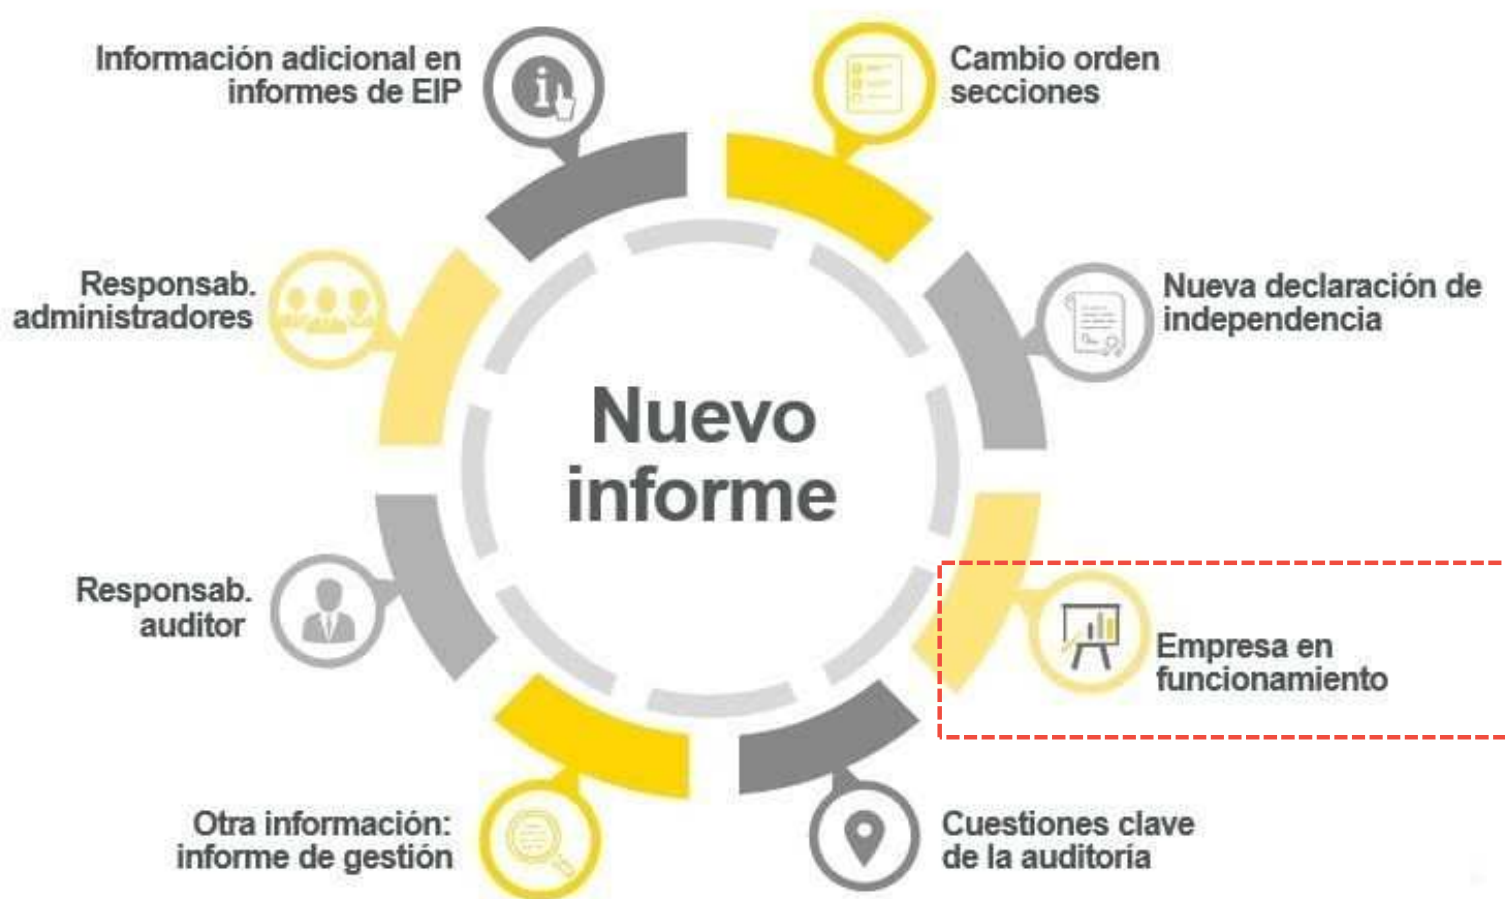 Información adicional en
informes de EIP
Cambio orden
secciones
Responsab.
administradores
Nueva declaración de
independencia
Nuevo
informe
Responsab.
auditor
Empresa en
funcionamiento
Otra información:
informe de gestión
Cuestiones clave
de la auditoría